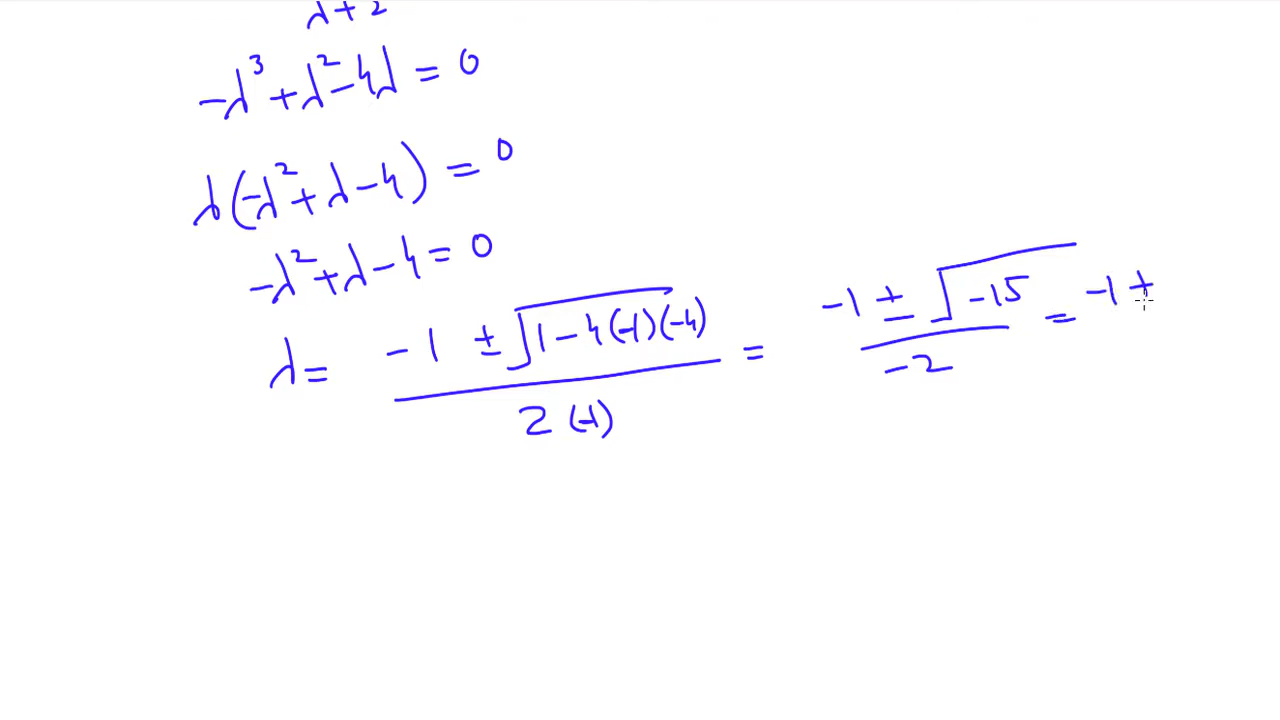 λ+2
-λ³+λ²-4λ=0
λ(-λ²+λ-4)=0
-λ²+λ-4=0
λ= (-1 ± √(1-4(-1)(-4)))/(2(-1)) = (-1 ± √(-15))/(-2) = -1 ±